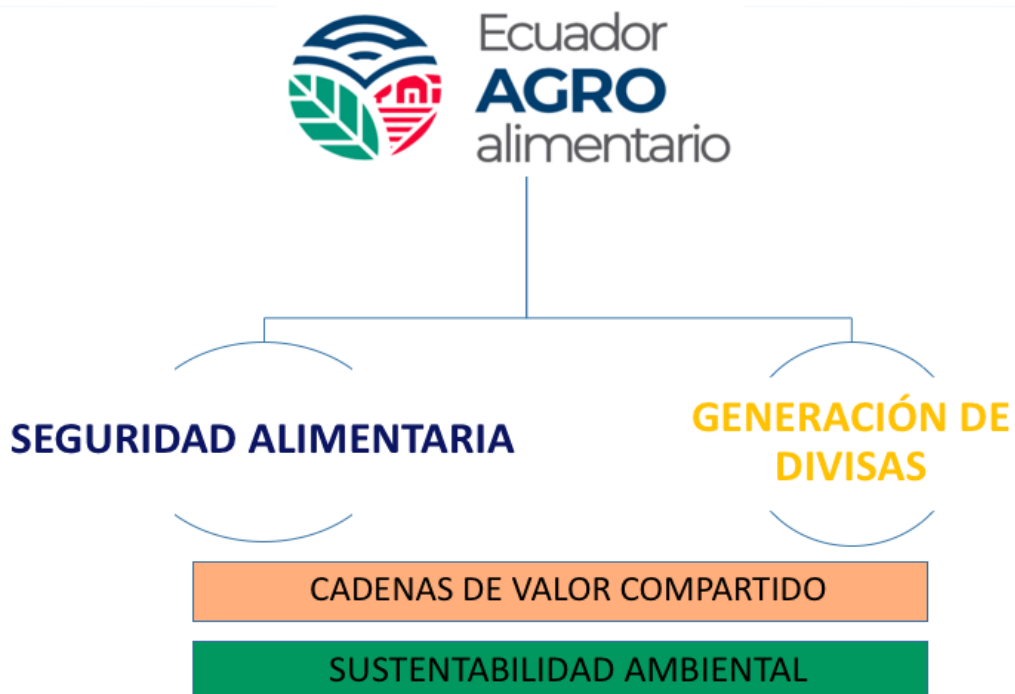 Ecuador
AGRO
alimentario
SEGURIDAD ALIMENTARIA
GENERACIÓN DE
DIVISAS
CADENAS DE VALOR COMPARTIDO
SUSTENTABILIDAD AMBIENTAL